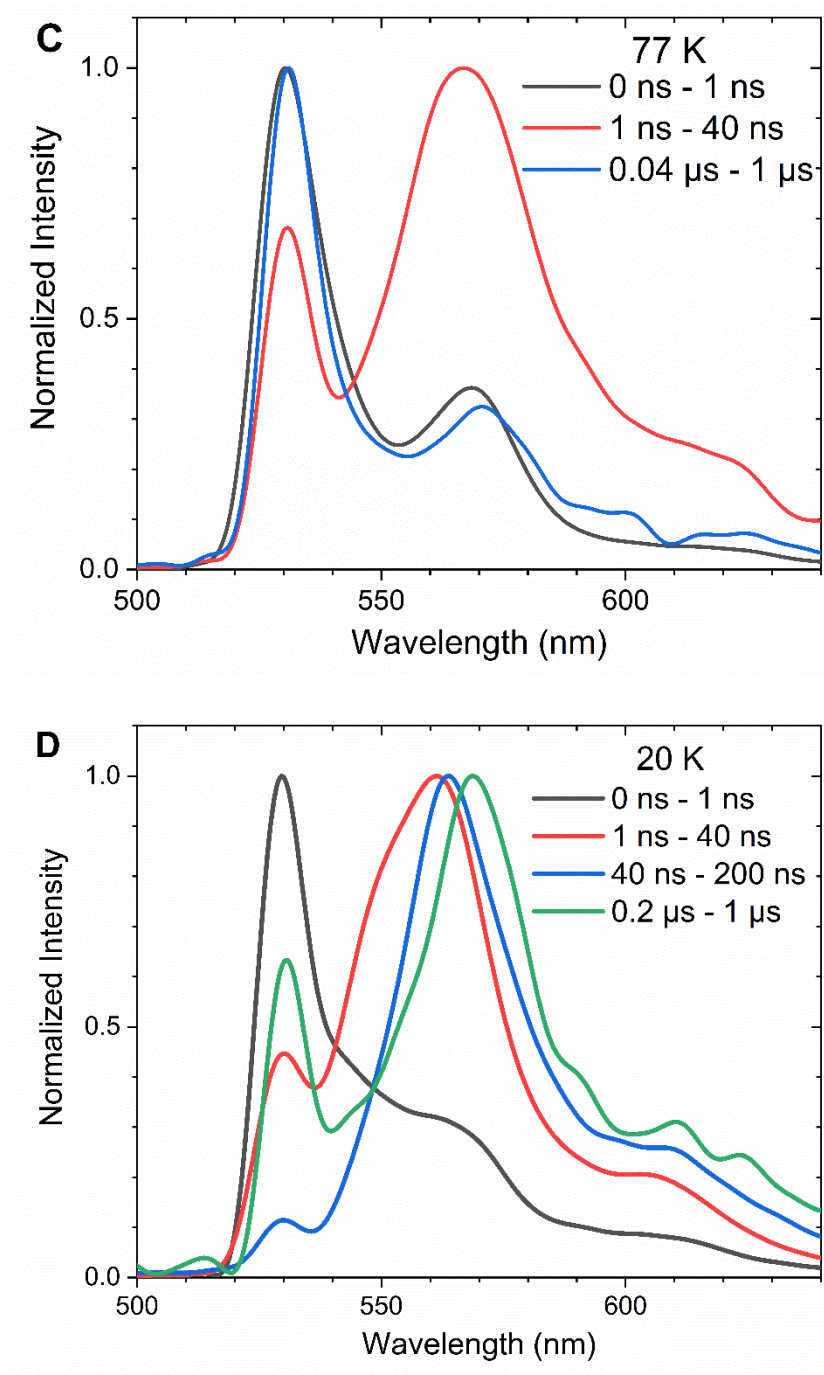 C
77 K
0 ns - 1 ns
1 ns - 40 ns
0.04 µs - 1 µs
1.0
0.5
0.0
Normalized Intensity
500
550
600
Wavelength (nm)
D
20 K
0 ns - 1 ns
1 ns - 40 ns
40 ns - 200 ns
0.2 µs - 1 µs
1.0
0.5
0.0
Normalized Intensity
500
550
600
Wavelength (nm)